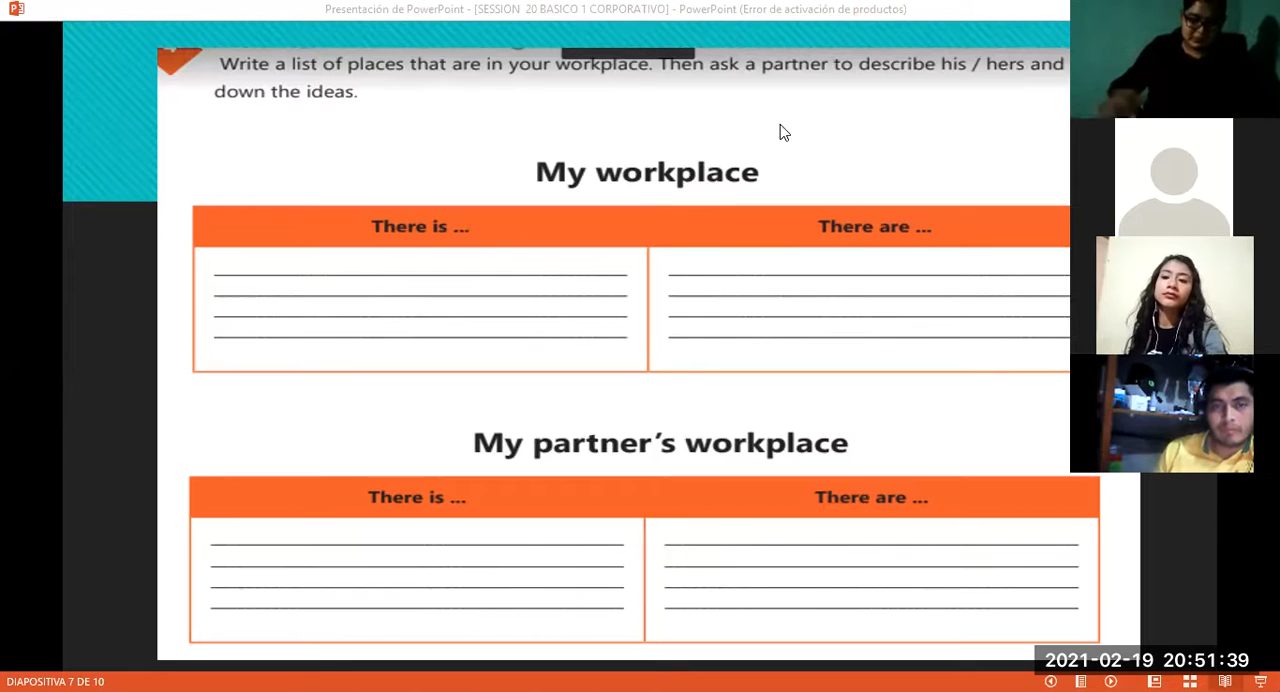 Presentación de PowerPoint - [SESSION 20 BASICO 1 CORPORATIVO] - PowerPoint (Error de activación de productos)
Write a list of places that are in your workplace. Then ask a partner to describe his / hers and
down the ideas.
My workplace
There is ...
There are ...
My partner's workplace
There is ...
There are ...
2021-02-19 20:51:39
DIAPOSITIVA 7 DE 10